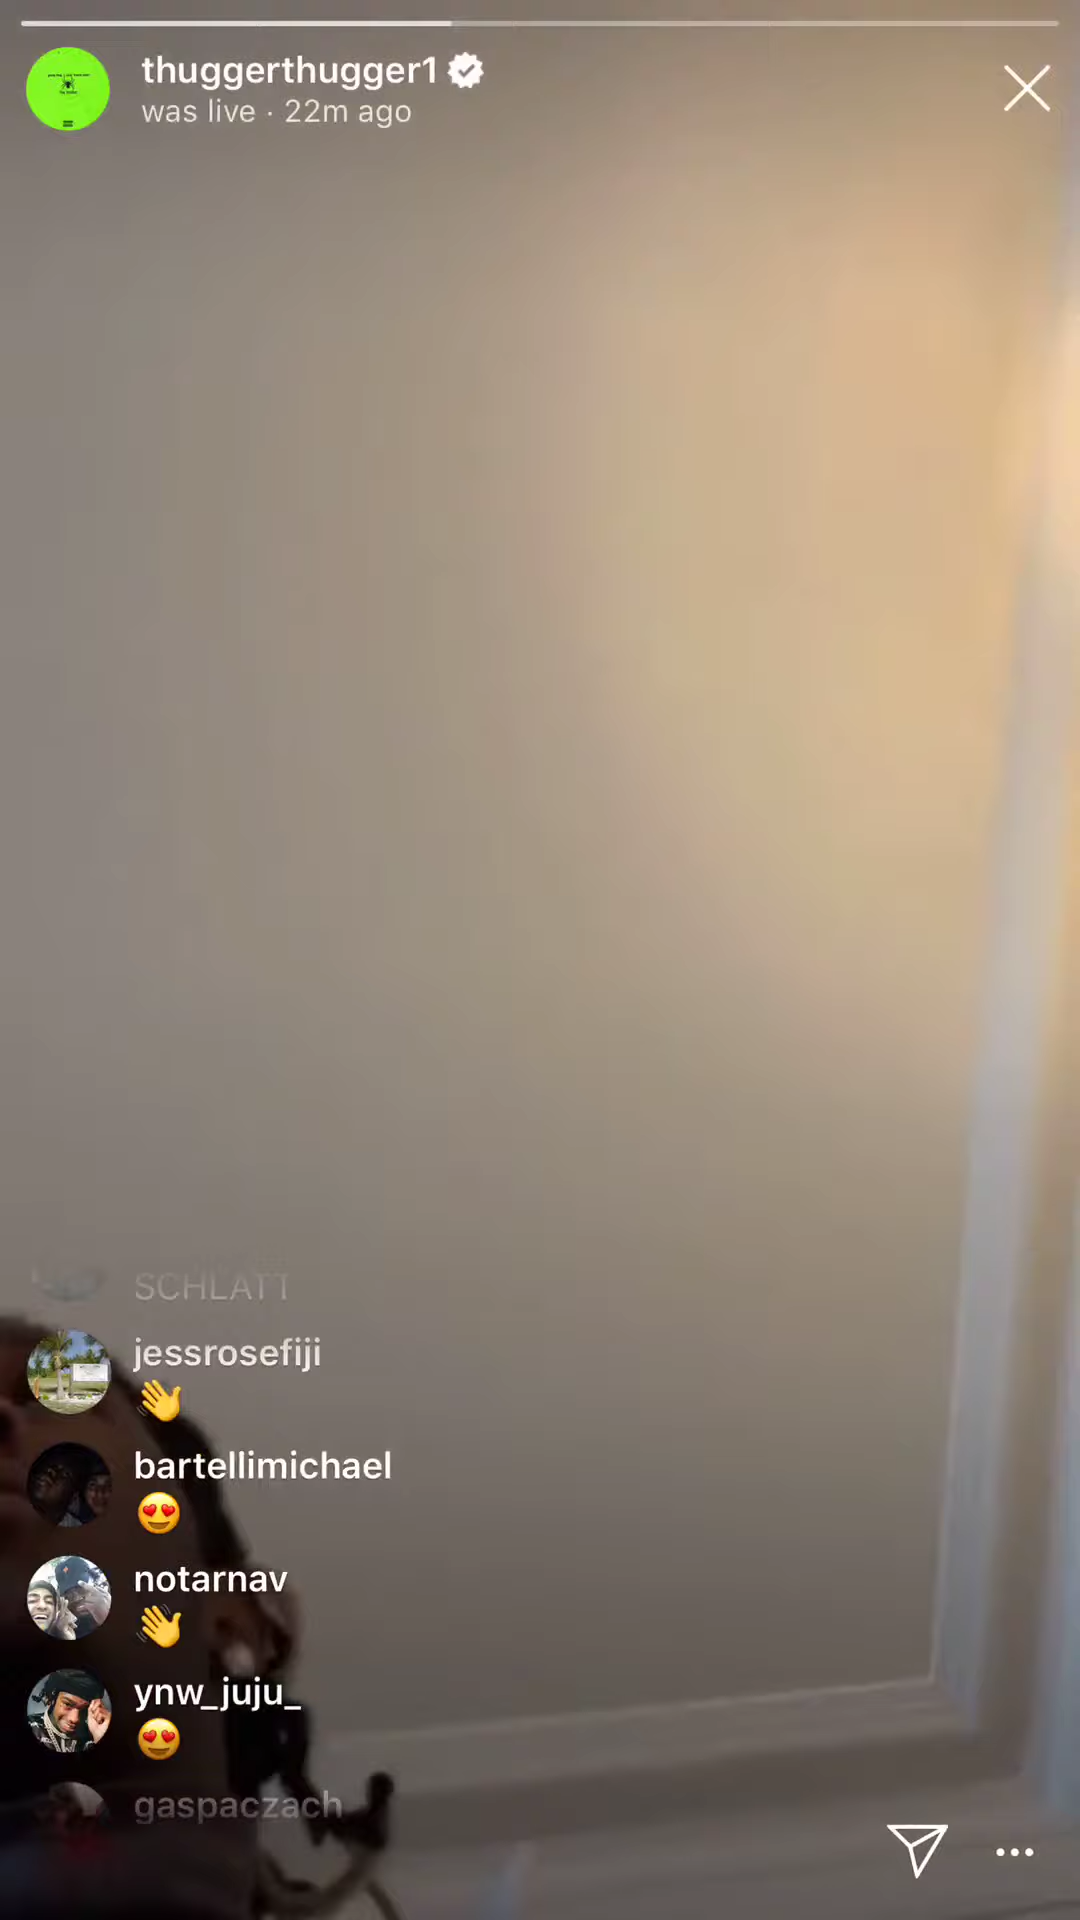 thuggerthugger1
was live · 22m ago
SCHLATT
jessrosefiji
👋
bartellimichael
😍
notarnav
👋
ynw_juju_
😍
gaspaczach